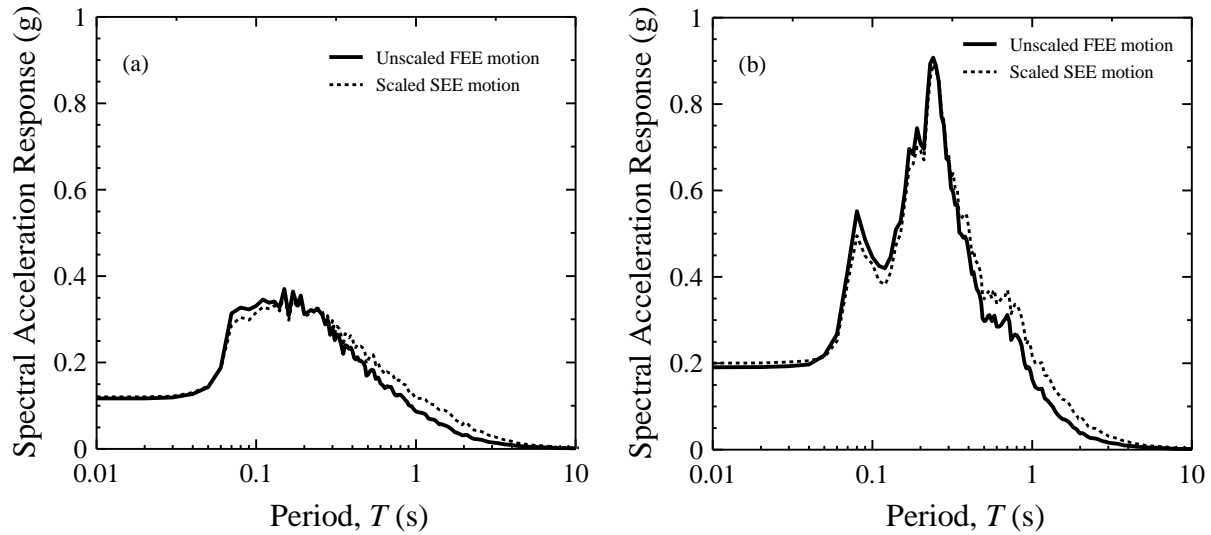 Spectral Acceleration Response (g)
1
0.8
0.6
0.4
0.2
0
(a)
Unscaled FEE motion
Scaled SEE motion
0.01
0.1
1
10
Period, T (s)
Spectral Acceleration Response (g)
1
0.8
0.6
0.4
0.2
0
(b)
Unscaled FEE motion
Scaled SEE motion
0.01
0.1
1
10
Period, T (s)